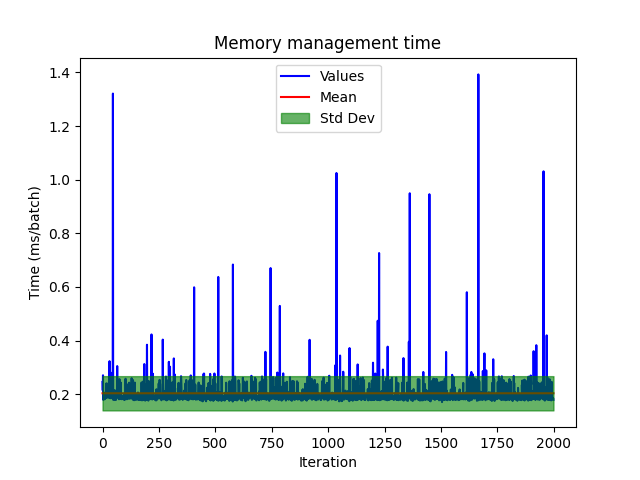 Memory management time
Values
Mean
Std Dev
Time (ms/batch)
1.4
1.2
1.0
0.8
0.6
0.4
0.2
0 250 500 750 1000 1250 1500 1750 2000
Iteration